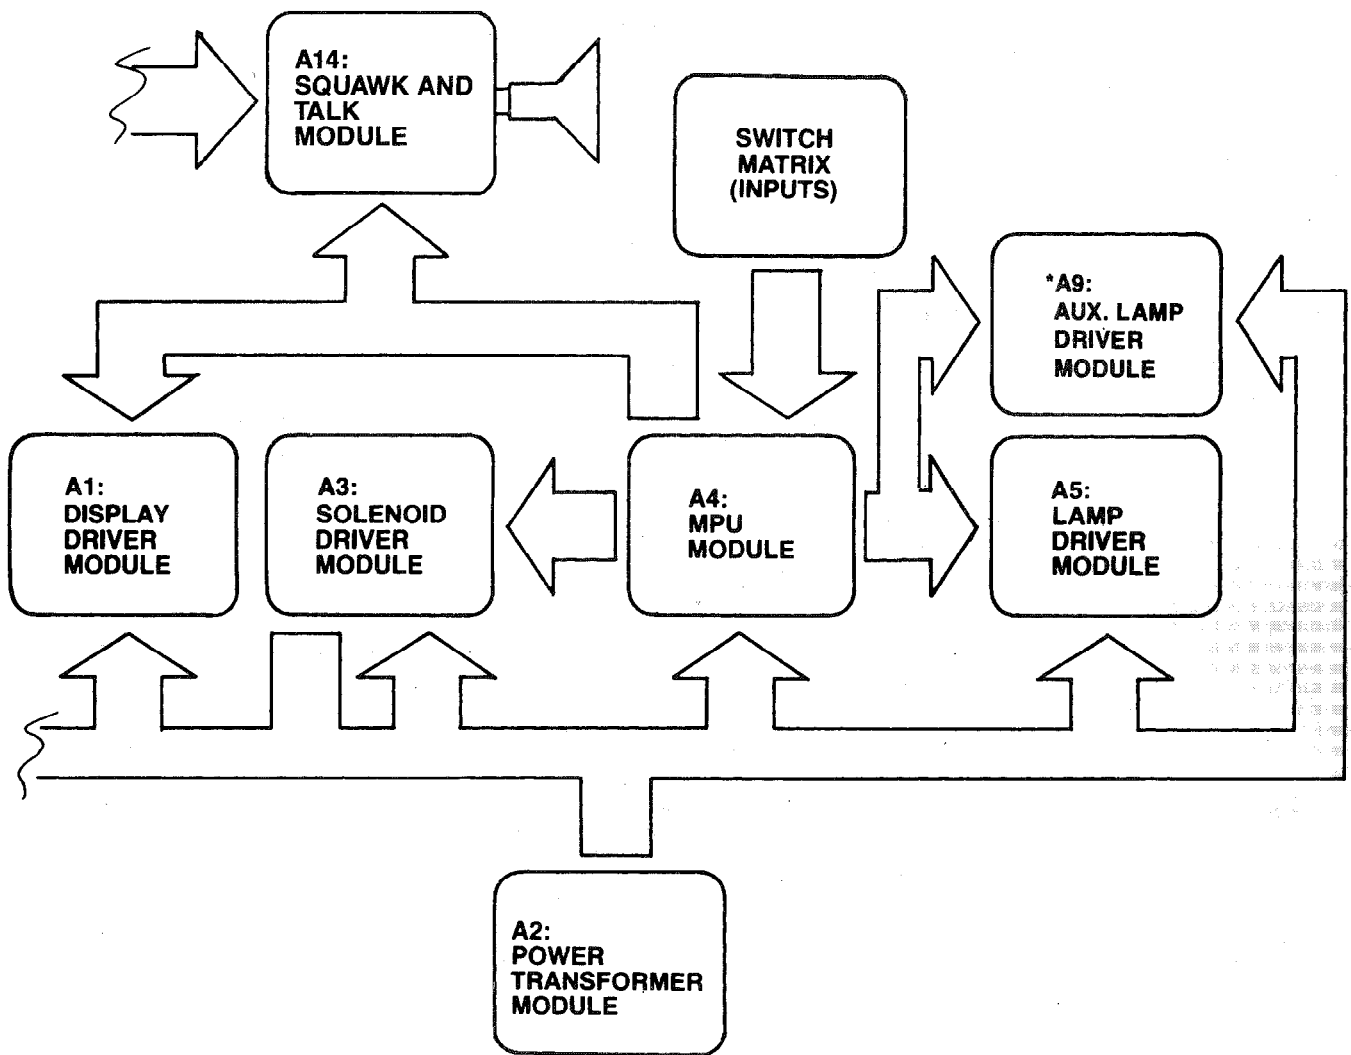 A14:
SQUAWK AND
TALK
MODULE
SWITCH
MATRIX
(INPUTS)
*A9:
AUX. LAMP
DRIVER
MODULE
A1:
DISPLAY
DRIVER
MODULE
A3:
SOLENOID
DRIVER
MODULE
A4:
MPU
MODULE
A5:
LAMP
DRIVER
MODULE
A2:
POWER
TRANSFORMER
MODULE